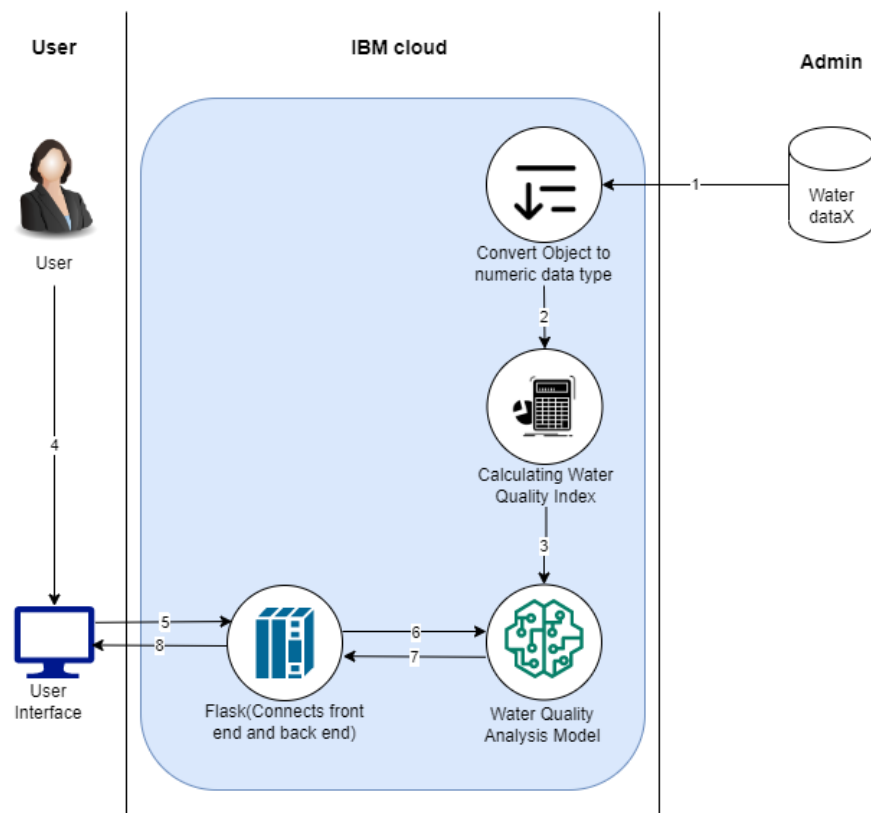 User
IBM cloud
Admin
1
Water
dataX
User
Convert Object to
numeric data type
2
4
Calculating Water
Quality Index
3
5
6
8
7
User
Interface
Flask(Connects front
end and back end)
Water Quality
Analysis Model